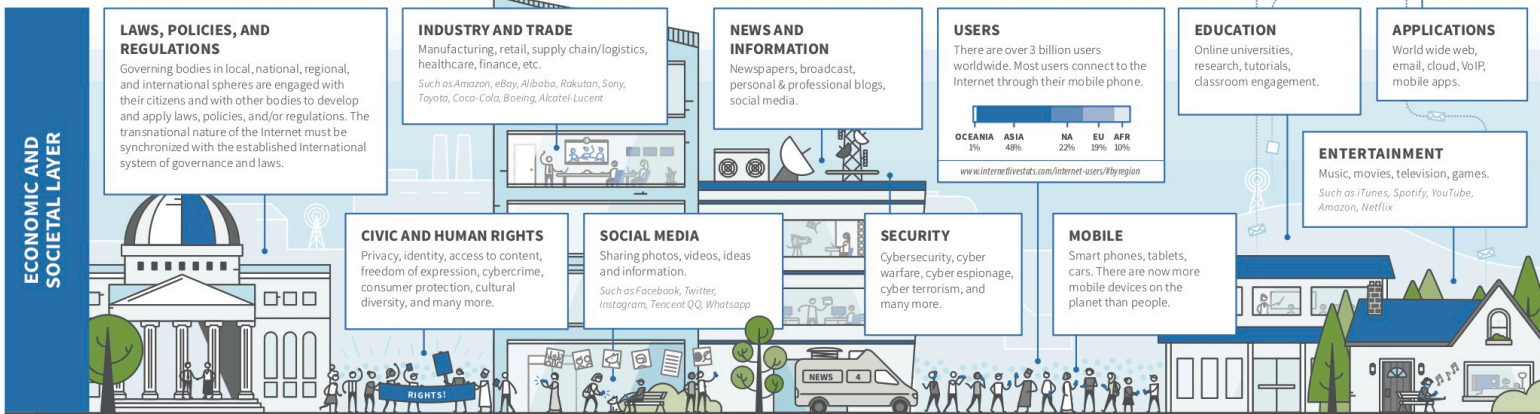 ECONOMIC AND
SOCIETAL LAYER
LAWS, POLICIES, AND
REGULATIONS
Governing bodies in local, national, regional,
and international spheres are engaged with
their citizens and with other bodies to develop
and apply laws, policies, and/or regulations. The
transnational nature of the Internet must be
synchronized with the established International
system of governance and laws.
INDUSTRY AND TRADE
Manufacturing, retail, supply chain/logistics,
healthcare, finance, etc.
Such as Amazon, eBay, Alibaba, Rakutan, Sony,
Toyota, Coca-Cola, Boeing, Alcatel-Lucent
NEWS AND
INFORMATION
Newspapers, broadcast,
personal & professional blogs,
social media.
USERS
There are over 3 billion users
worldwide. Most users connect to the
Internet through their mobile phone.
OCEANIA ASIA NA EU AFR
1% 48% 22% 19% 10%
www.internetlivestats.com/internet-users/#byregion
EDUCATION
Online universities,
research, tutorials,
classroom engagement.
APPLICATIONS
World wide web,
email, cloud, VoIP,
mobile apps.
ENTERTAINMENT
Music, movies, television, games.
Such as iTunes, Spotify, YouTube,
Amazon, Netflix
CIVIC AND HUMAN RIGHTS
Privacy, identity, access to content,
freedom of expression, cybercrime,
consumer protection, cultural
diversity, and many more.
SOCIAL MEDIA
Sharing photos, videos, ideas
and information.
Such as Facebook, Twitter,
Instagram, Tencent QQ, Whatsapp
SECURITY
Cybersecurity, cyber
warfare, cyber espionage,
cyber terrorism, and
many more.
MOBILE
Smart phones, tablets,
cars. There are now more
mobile devices on the
planet than people.
RIGHTS!
NEWS 4